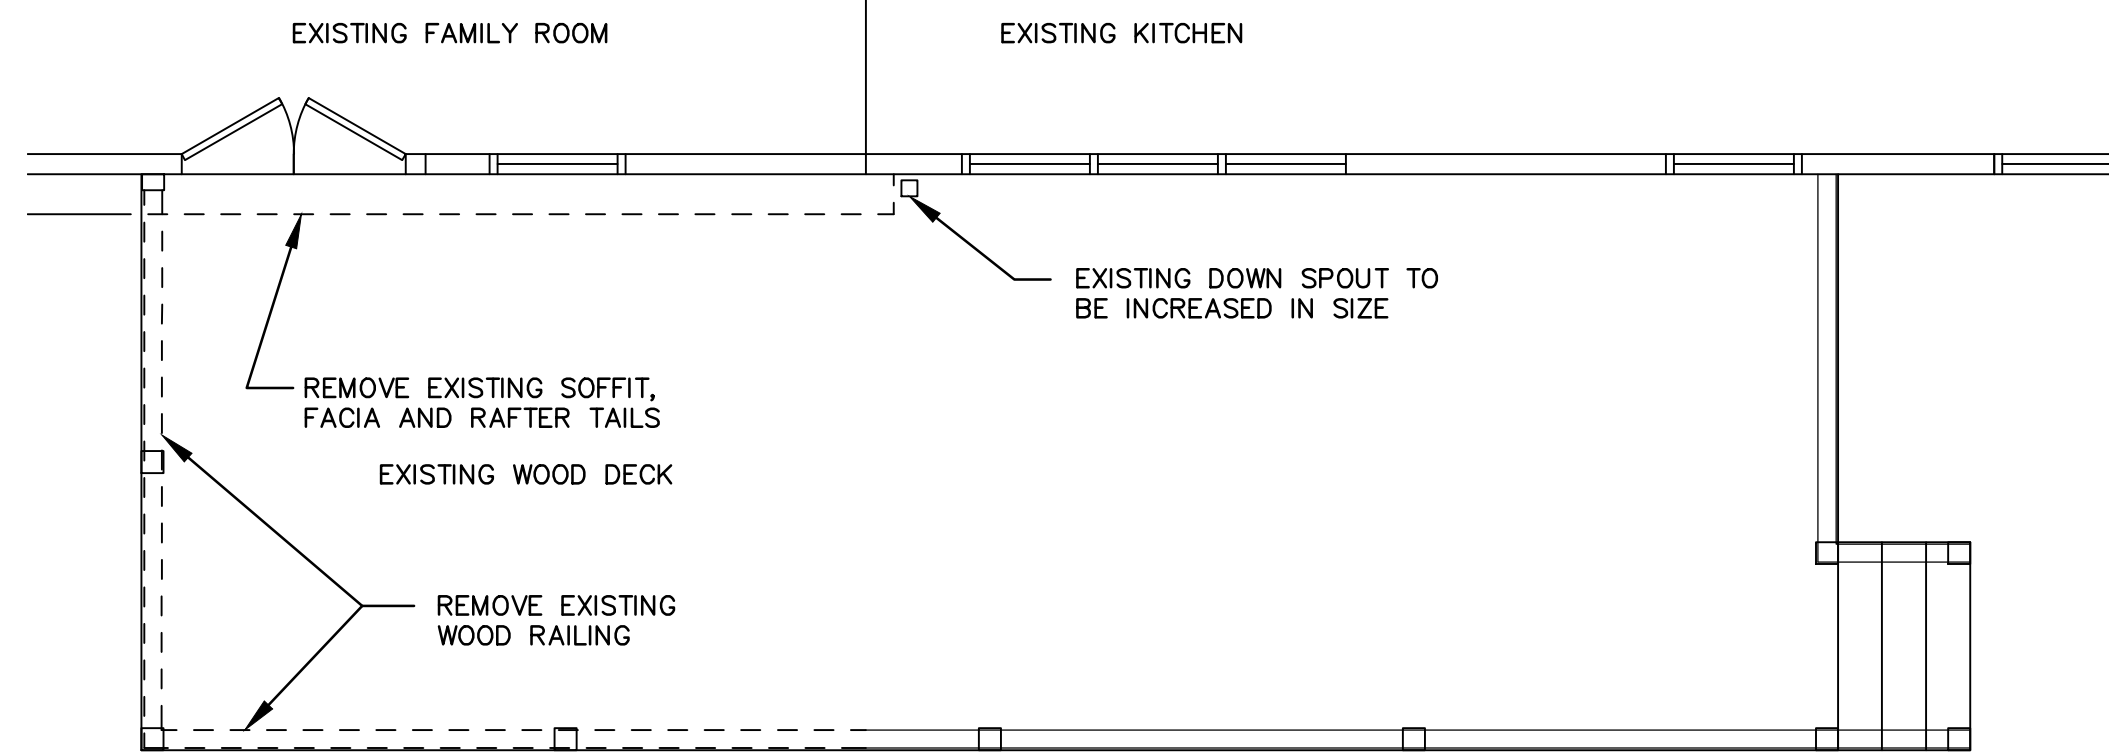 EXISTING FAMILY ROOM
EXISTING KITCHEN
EXISTING DOWN SPOUT TO
BE INCREASED IN SIZE
REMOVE EXISTING SOFFIT,
FACIA AND RAFTER TAILS
EXISTING WOOD DECK
REMOVE EXISTING
WOOD RAILING